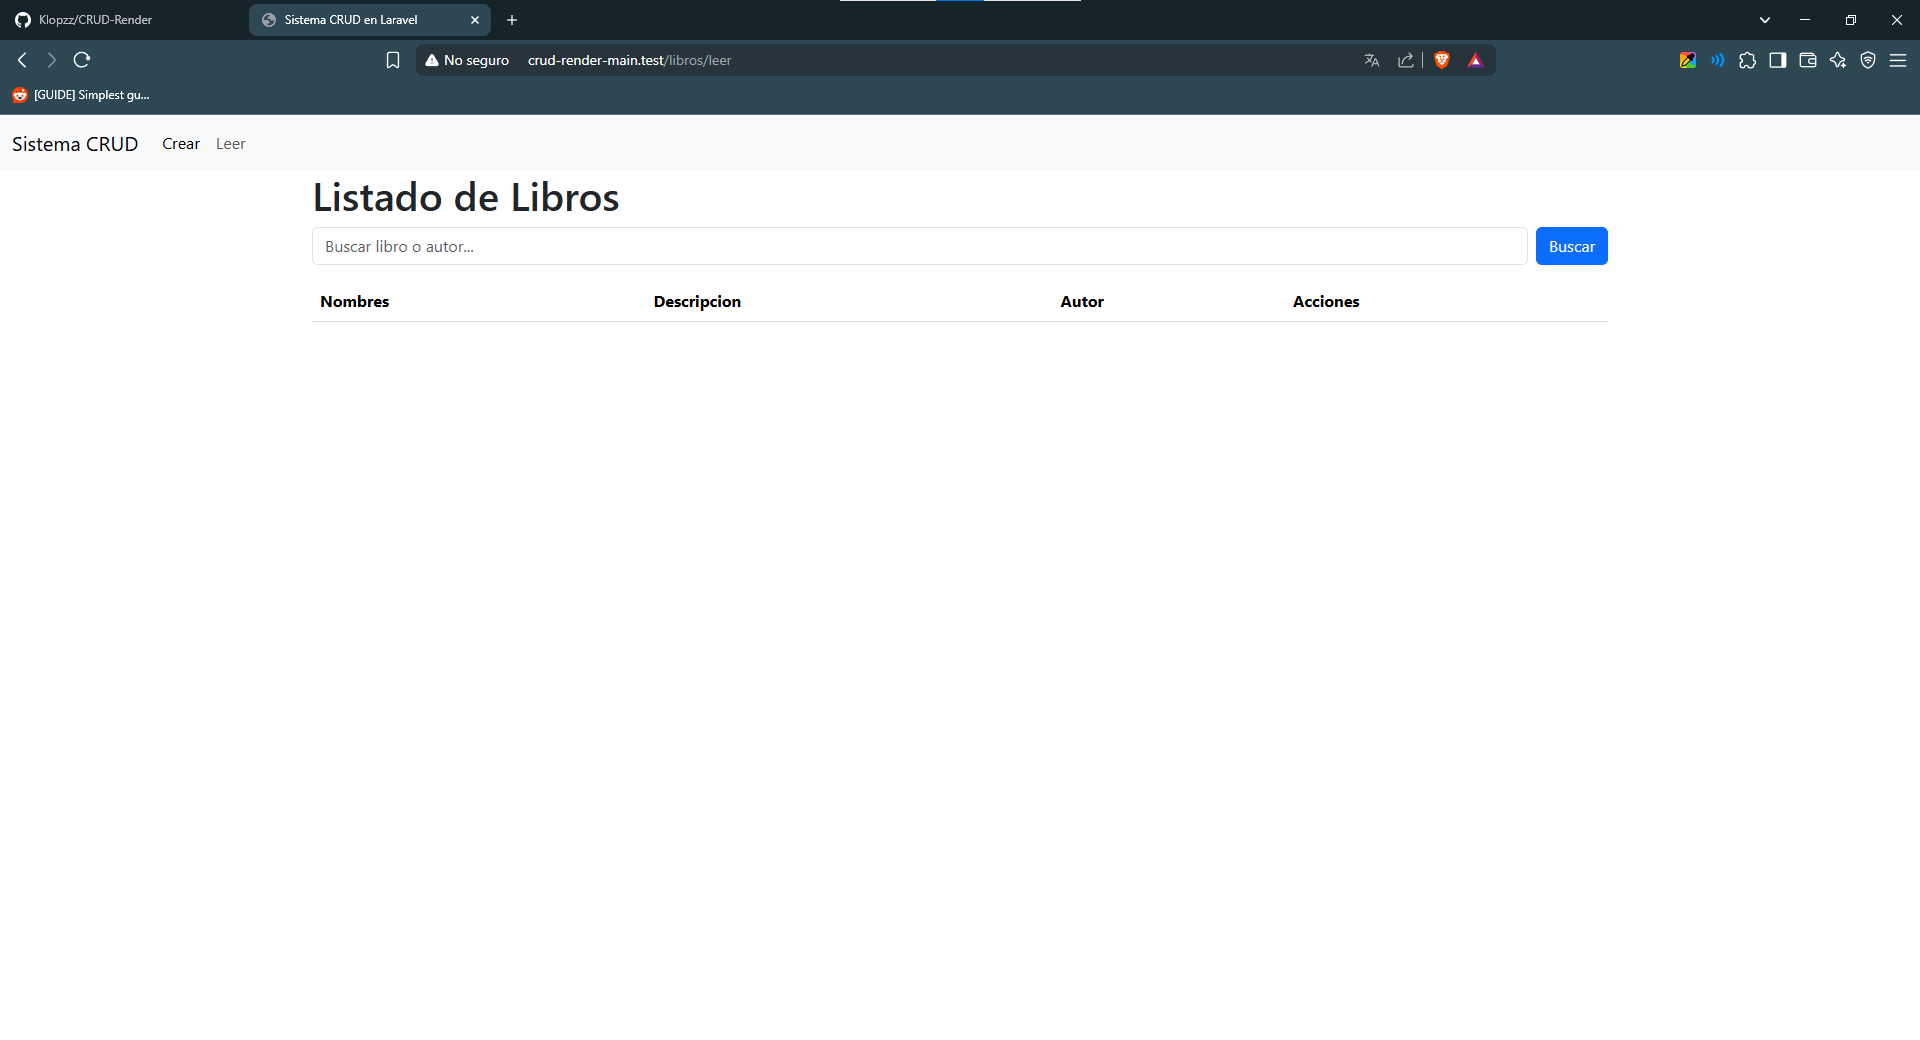 Klopzz/CRUD-Render
Sistema CRUD en Laravel
No seguro crud-render-main.test/libros/leer
[GUIDE] Simplest gu...
Sistema CRUD Crear Leer
Listado de Libros
Buscar libro o autor... Buscar
Nombres Descripcion Autor Acciones